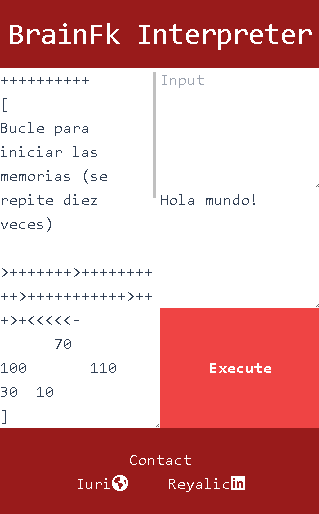 BrainFk Interpreter
++++++++++
[
Bucle para
iniciar las
memorias (se
repite diez
veces)
>+++++++>++++++++
++>+++++++++++>++
+>+<<<<<-
70
100 110
30 10
]
Input
Hola mundo!
Execute
Contact
Iuri Reyalic